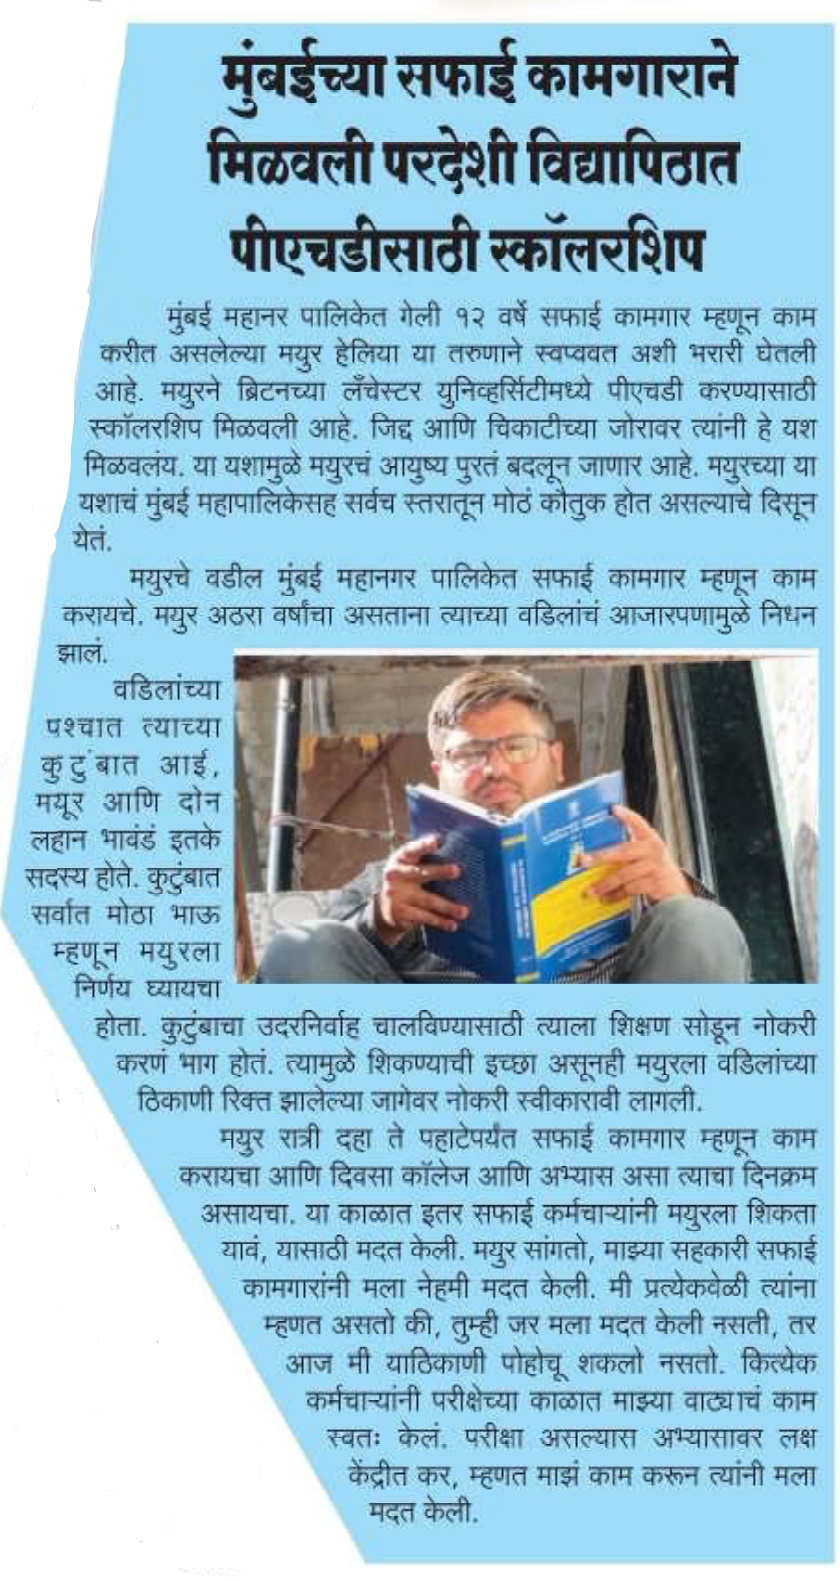 मुंबईच्या सफाई कामगाराने
मिळवली परदेशी विद्यापिठात
पीएचडीसाठी स्कॉलरशिप
मुंबई महानर पालिकेत गेली १२ वर्षे सफाई कामगार म्हणून काम
करीत असलेल्या मयुर हेलिया या तरुणाने स्वप्ववत अशी भरारी घेतली
आहे. मयुरने ब्रिटनच्या लँचेस्टर युनिव्हर्सिटीमध्ये पीएचडी करण्यासाठी
स्कॉलरशिप मिळवली आहे. जिद्द आणि चिकाटीच्या जोरावर त्यांनी हे यश
मिळवलंय. या यशामुळे मयुरचं आयुष्य पुरतं बदलून जाणार आहे. मयुरच्या या
यशाचं मुंबई महापालिकेसह सर्वच स्तरातून मोठं कौतुक होत असल्याचे दिसून
येतं.
मयुरचे वडील मुंबई महानगर पालिकेत सफाई कामगार म्हणून काम
करायचे. मयुर अठरा वर्षांचा असताना त्याच्या वडिलांचं आजारपणामुळे निधन
झालं.
वडिलांच्या
पश्चात त्याच्या
कुटुंबात आई,
मयूर आणि दोन
लहान भावंडं इतके
सदस्य होते. कुटुंबात
सर्वात मोठा भाऊ
म्हणून मयुरला
निर्णय घ्यायचा
होता. कुटुंबाचा उदरनिर्वाह चालविण्यासाठी त्याला शिक्षण सोडून नोकरी
करणं भाग होतं. त्यामुळे शिकण्याची इच्छा असूनही मयुरला वडिलांच्या
ठिकाणी रिक्त झालेल्या जागेवर नोकरी स्वीकारावी लागली.
मयुर रात्री दहा ते पहाटेपर्यंत सफाई कामगार म्हणून काम
करायचा आणि दिवसा कॉलेज आणि अभ्यास असा त्याचा दिनक्रम
असायचा. या काळात इतर सफाई कर्मचाऱ्यांनी मयुरला शिकता
यावं, यासाठी मदत केली. मयुर सांगतो, माझ्या सहकारी सफाई
कामगारांनी मला नेहमी मदत केली. मी प्रत्येकवेळी त्यांना
म्हणत असतो की, तुम्ही जर मला मदत केली नसती, तर
आज मी याठिकाणी पोहोचू शकलो नसतो. कित्येक
कर्मचाऱ्यांनी परीक्षेच्या काळात माझ्या वाट्याचं काम
स्वतः केलं. परीक्षा असल्यास अभ्यासावर लक्ष
केंद्रीत कर, म्हणत माझं काम करून त्यांनी मला
मदत केली.